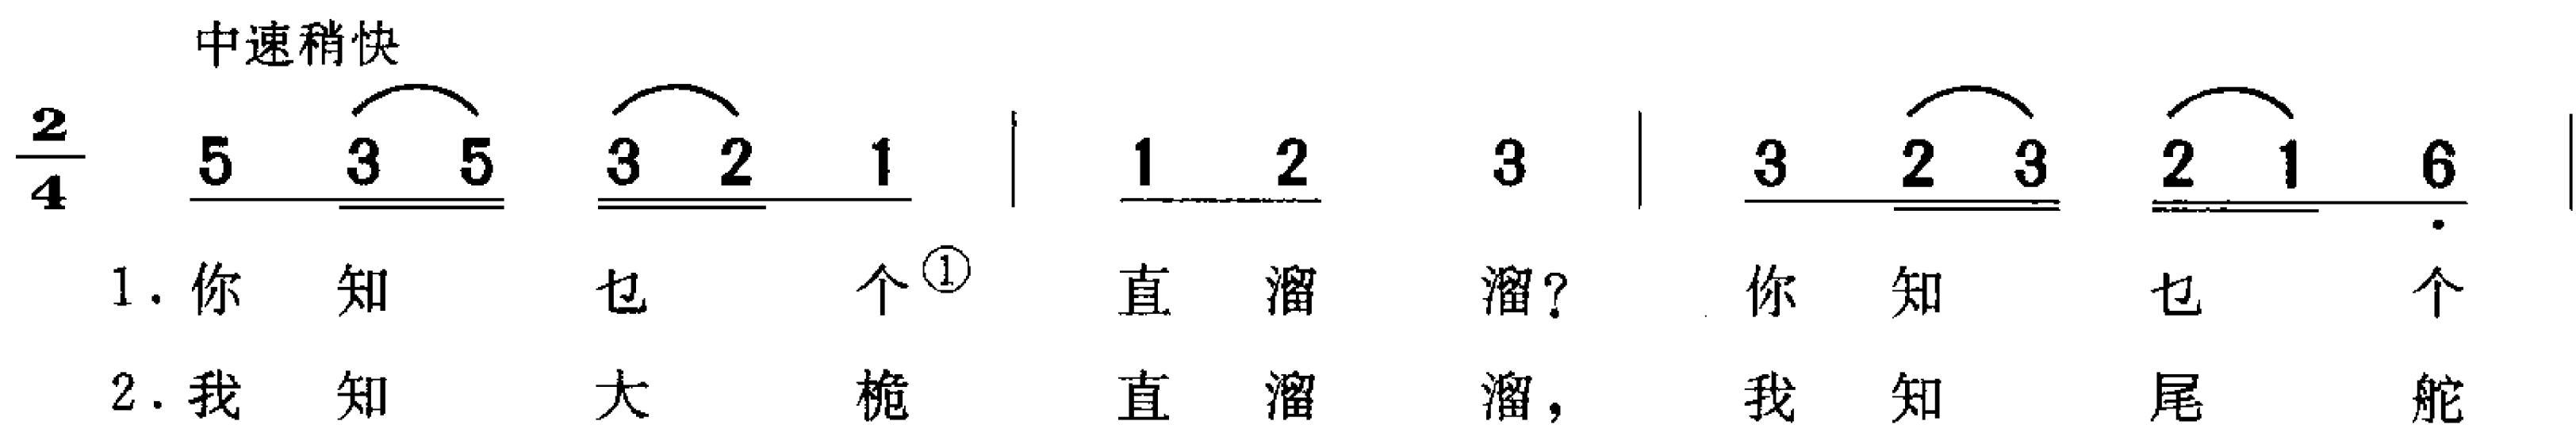 中速稍快
2/4 5 3 5 3 2 1 | 1 2 3 | 3 2 3 2 1 6̣ |
1.你 知 乜 个① 直 溜 溜？ 你 知 乜 个
2.我 知 大 桅 直 溜 溜， 我 知 尾 舵